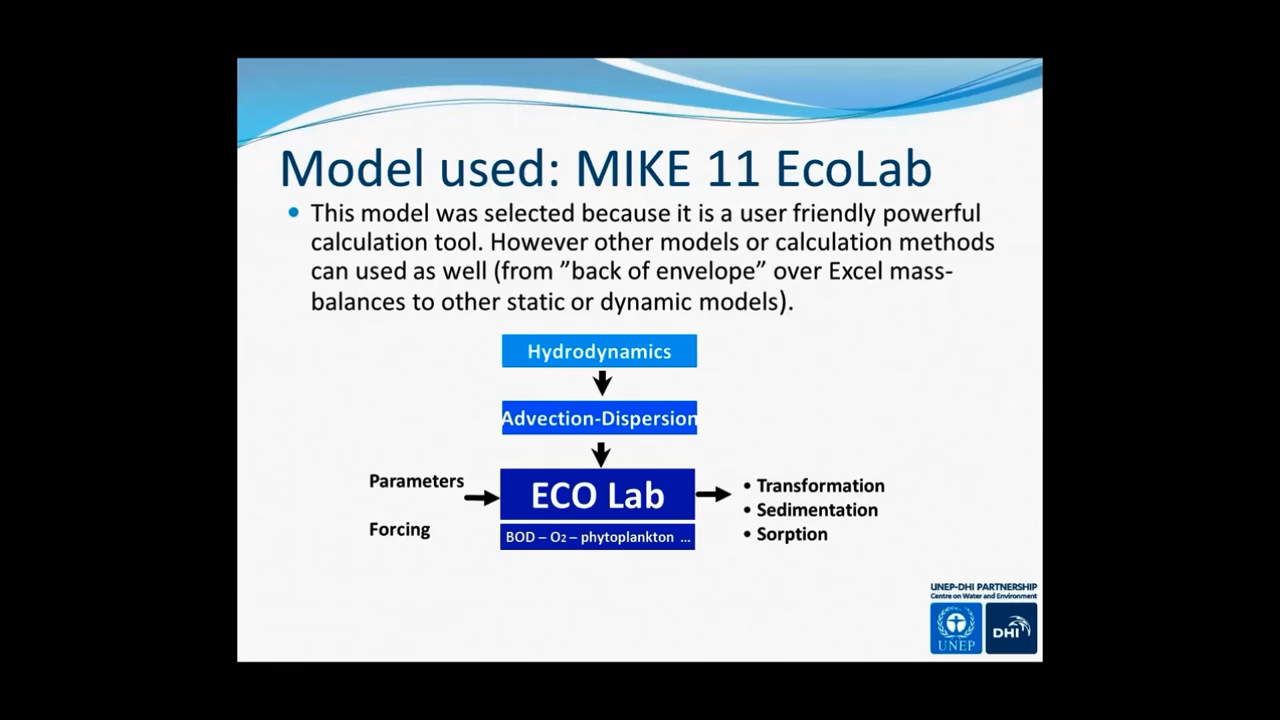 Model used: MIKE 11 EcoLab
• This model was selected because it is a user friendly powerful
calculation tool. However other models or calculation methods
can used as well (from ”back of envelope” over Excel mass-
balances to other static or dynamic models).
Hydrodynamics
Advection-Dispersion
Parameters
Forcing
ECO Lab
BOD – O2 – phytoplankton ...
• Transformation
• Sedimentation
• Sorption
UNEP-DHI PARTNERSHIP
Centre on Water and Environment
UNEP
DHI